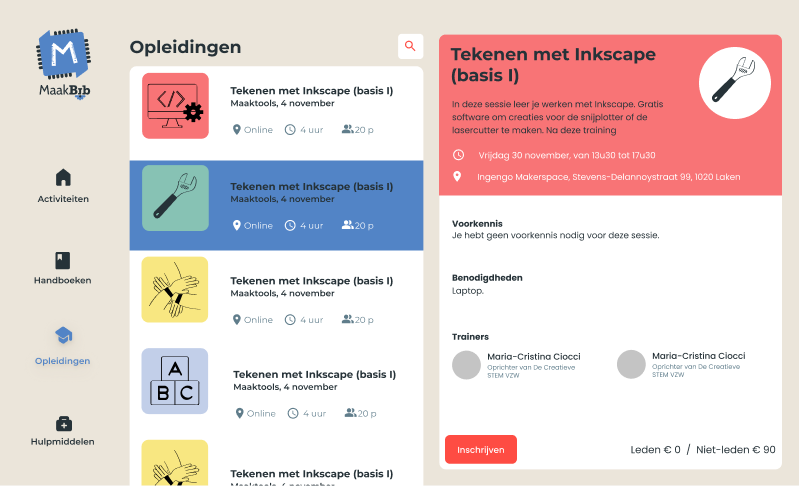 M
MaakBib
Activiteiten
Handboeken
Opleidingen
Hulpmiddelen
Opleidingen
Tekenen met Inkscape (basis I)
Maaktools, 4 november
Online 4 uur 20 p
Tekenen met Inkscape (basis I)
Maaktools, 4 november
Online 4 uur 20 p
Tekenen met Inkscape (basis I)
Maaktools, 4 november
Online 4 uur 20 p
A
B C
Tekenen met Inkscape (basis I)
Maaktools, 4 november
Online 4 uur 20 p
Tekenen met Inkscape (basis I)
Maaktools, 4 november
Tekenen met Inkscape
(basis I)
In deze sessie leer je werken met Inkscape. Gratis
software om creaties voor de snijplotter of de
lasercutter te maken. Na deze training
Vrijdag 30 november, van 13u30 tot 17u30
Ingengo Makerspace, Stevens-Delannoystraat 99, 1020 Laken
Voorkennis
Je hebt geen voorkennis nodig voor deze sessie.
Benodigdheden
Laptop.
Trainers
Maria-Cristina Ciocci
Oprichter van De Creatieve
STEM VZW
Maria-Cristina Ciocci
Oprichter van De Creatieve
STEM VZW
Inschrijven
Leden € 0 / Niet-leden € 90